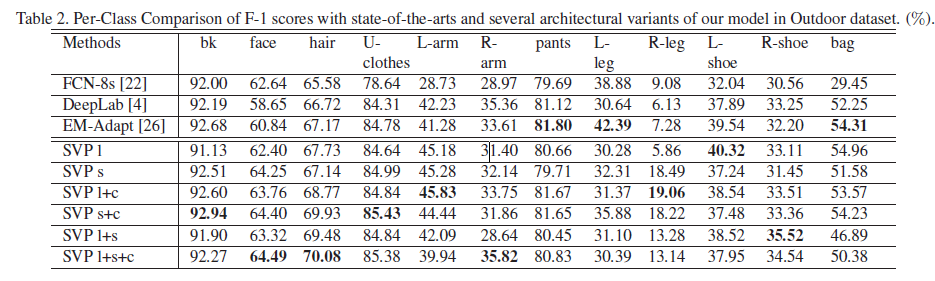 Table 2. Per-Class Comparison of F-1 scores with state-of-the-arts and several architectural variants of our model in Outdoor dataset. (%).
Methods bk face hair U-clothes L-arm R-arm pants L-leg R-leg L-shoe R-shoe bag
FCN-8s [22] 92.00 62.64 65.58 78.64 28.73 28.97 79.69 38.88 9.08 32.04 30.56 29.45
DeepLab [4] 92.19 58.65 66.72 84.31 42.23 35.36 81.12 30.64 6.13 37.89 33.25 52.25
EM-Adapt [26] 92.68 60.84 67.17 84.78 41.28 33.61 81.80 42.39 7.28 39.54 32.20 54.31
SVP l 91.13 62.40 67.73 84.64 45.18 31.40 80.66 30.28 5.86 40.32 33.11 54.96
SVP s 92.51 64.25 67.14 84.99 45.28 32.14 79.71 32.31 18.49 37.24 31.45 51.58
SVP l+c 92.60 63.76 68.77 84.84 45.83 33.75 81.67 31.37 19.06 38.54 33.51 53.57
SVP s+c 92.94 64.40 69.93 85.43 44.44 31.86 81.65 35.88 18.22 37.48 33.36 54.23
SVP l+s 91.90 63.32 69.48 84.84 42.09 28.64 80.45 31.10 13.28 38.52 35.52 46.89
SVP l+s+c 92.27 64.49 70.08 85.38 39.94 35.82 80.83 30.39 13.14 37.95 34.54 50.38